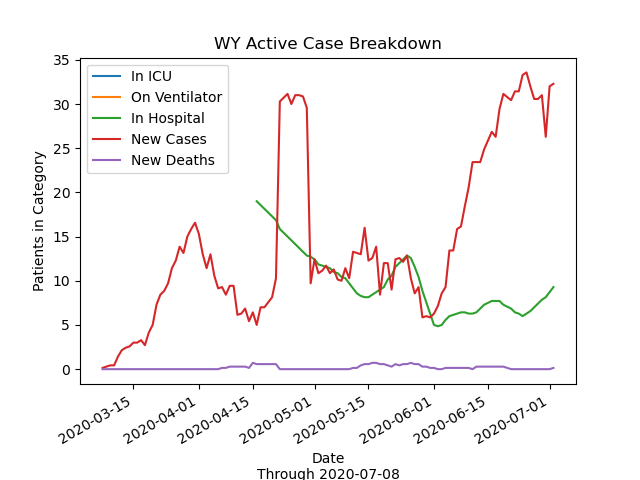 WY Active Case Breakdown
In ICU
On Ventilator
In Hospital
New Cases
New Deaths
Patients in Category
35
30
25
20
15
10
5
0
2020-03-15
2020-04-01
2020-04-15
2020-05-01
2020-05-15
2020-06-01
2020-06-15
2020-07-01
Date
Through 2020-07-08